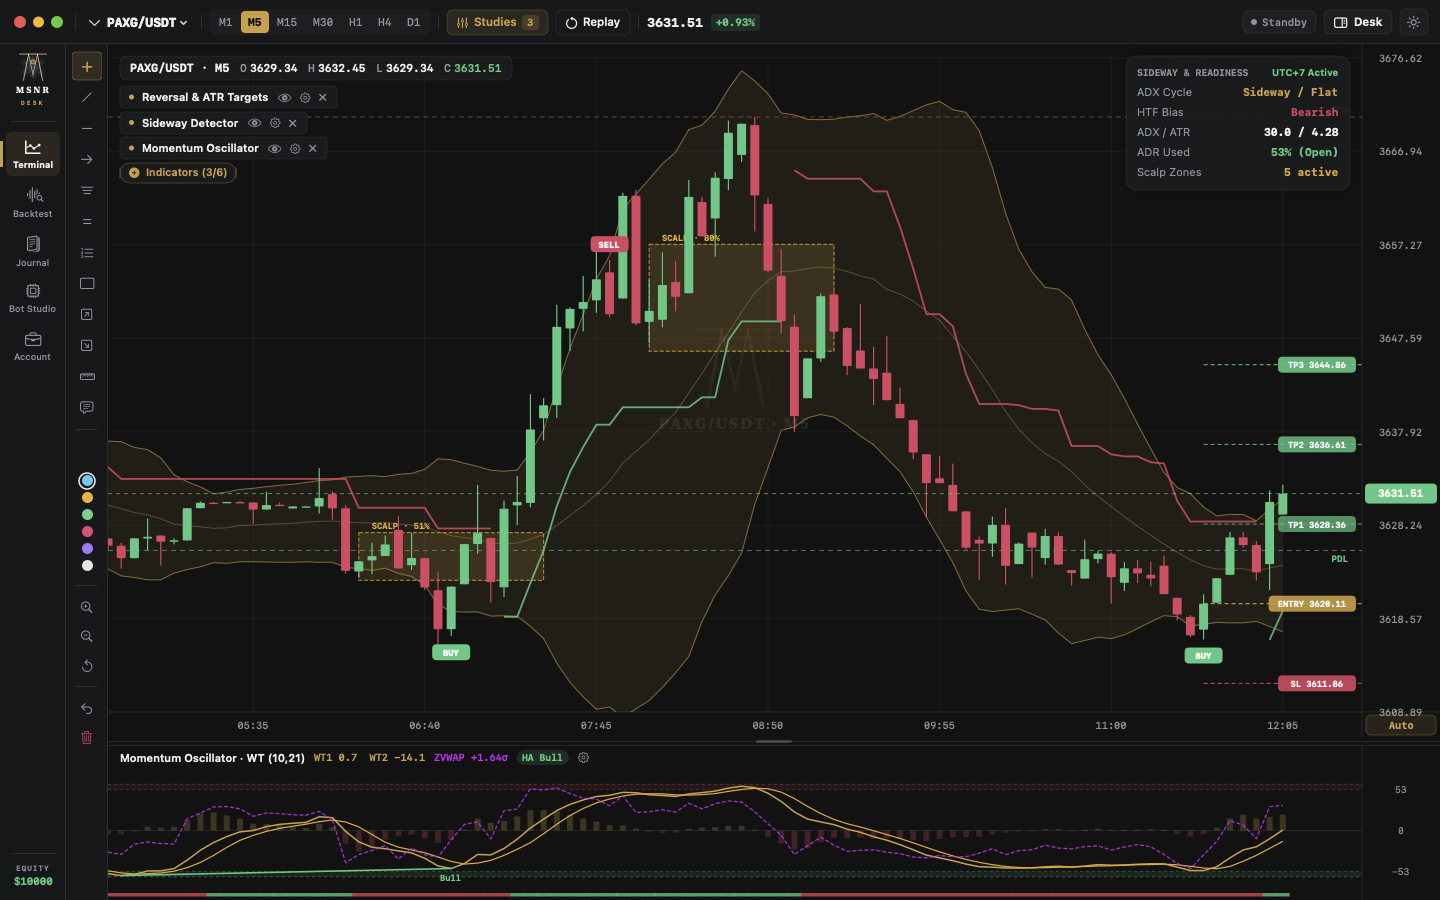 PAXG/USDT
M1 M5 M15 M30 H1 H4 D1
Studies 3
Replay
3631.51 +0.93%
Standby
Desk
MSNR
DESK
Terminal
Backtest
Journal
Bot Studio
Account
EQUITY
$10000
PAXG/USDT · M5 O 3629.34 H 3632.45 L 3629.34 C 3631.51
Reversal & ATR Targets
Sideway Detector
Momentum Oscillator
Indicators (3/6)
SIDEWAY & READINESS UTC+7 Active
ADX Cycle Sideway / Flat
HTF Bias Bearish
ADX / ATR 30.0 / 4.28
ADR Used 53% (Open)
Scalp Zones 5 active
3676.62
3666.94
3657.27
3647.59
3637.92
3631.51
3628.24
3618.57
3608.89
SELL
SCALP · 80%
PAXG/USDT · M5
SCALP · 51%
BUY
BUY
TP3 3644.86
TP2 3636.61
TP1 3628.36
PDL
ENTRY 3620.11
SL 3611.86
05:35 06:40 07:45 08:50 09:55 11:00 12:05
Auto
Momentum Oscillator · WT (10,21) WT1 0.7 WT2 −14.1 ZVWAP +1.64σ HA Bull
53
0
−53
Bull